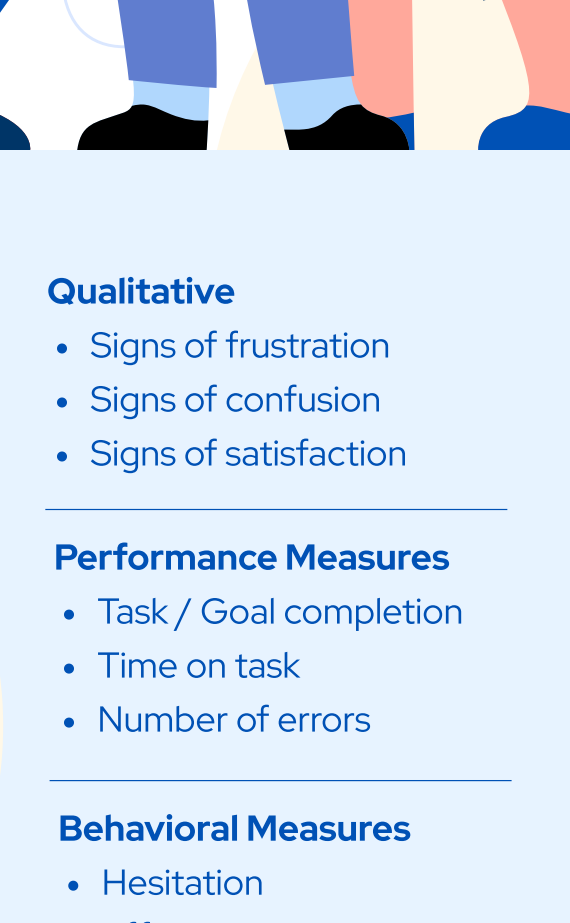 Qualitative
• Signs of frustration
• Signs of confusion
• Signs of satisfaction
Performance Measures
• Task / Goal completion
• Time on task
• Number of errors
Behavioral Measures
• Hesitation